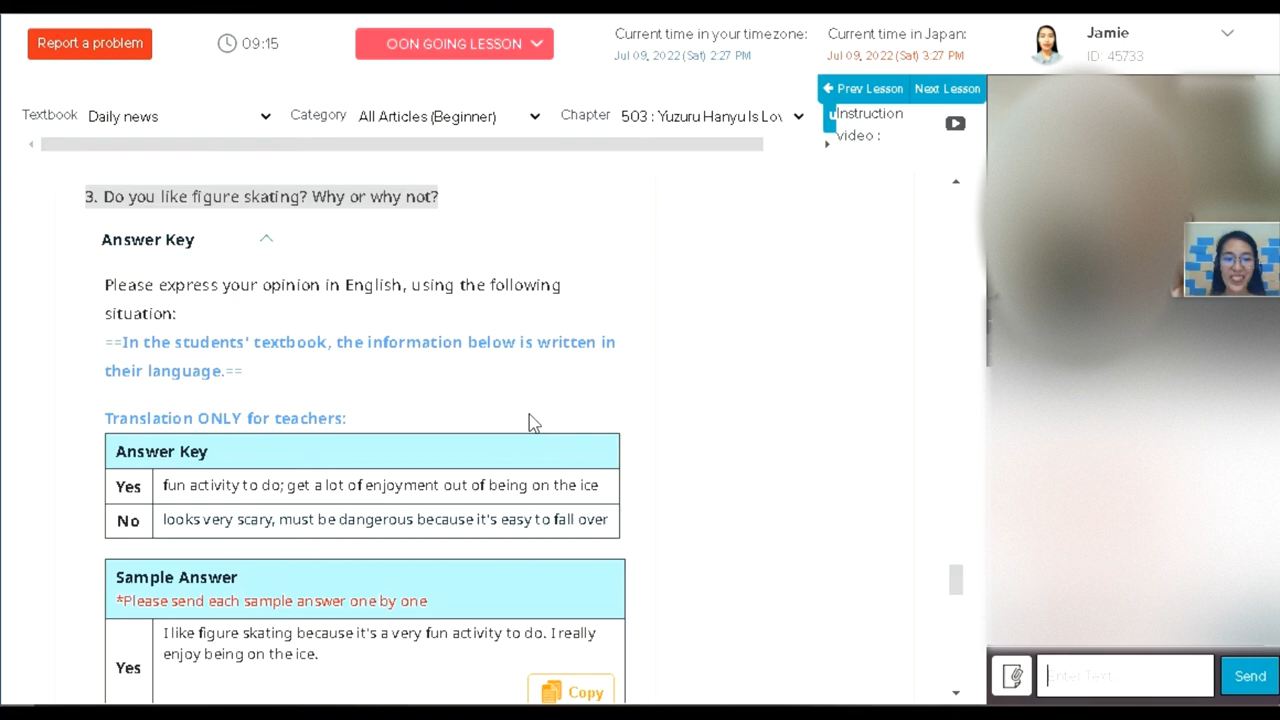 Report a problem
09:15
OON GOING LESSON
Current time in your timezone:
Jul 09, 2022 (Sat) 2:27 PM
Current time in Japan:
Jul 09, 2022 (Sat) 3:27 PM
Jamie
ID: 45733
Prev Lesson
Next Lesson
Textbook
Daily news
Category
All Articles (Beginner)
Chapter
503 : Yuzuru Hanyu Is Lov
u
Instruction
video :
3. Do you like figure skating? Why or why not?
Answer Key
Please express your opinion in English, using the following
situation:
==In the students' textbook, the information below is written in
their language.==
Translation ONLY for teachers:
Answer Key
Yes
fun activity to do; get a lot of enjoyment out of being on the ice
No
looks very scary, must be dangerous because it's easy to fall over
Sample Answer
*Please send each sample answer one by one
Yes
I like figure skating because it's a very fun activity to do. I really
enjoy being on the ice.
Copy
Enter Text
Send